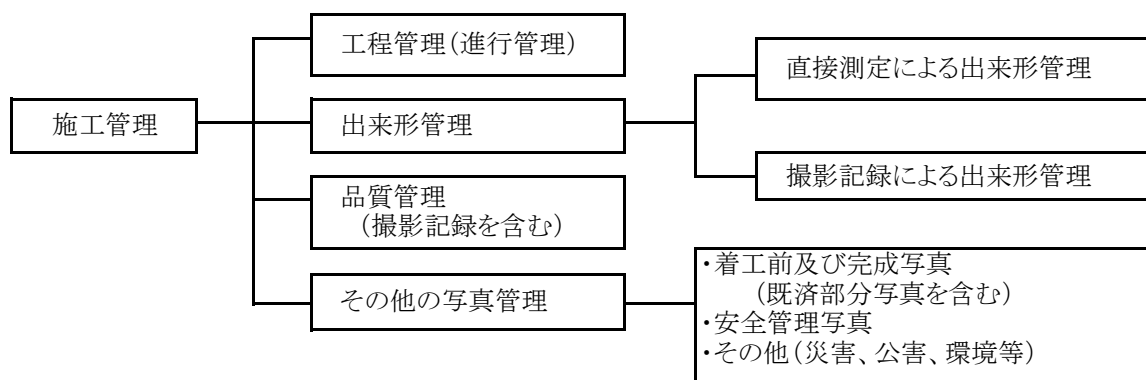 施工管理
工程管理(進行管理)
出来形管理
品質管理
(撮影記録を含む)
その他の写真管理
直接測定による出来形管理
撮影記録による出来形管理
・着工前及び完成写真
(既済部分写真を含む)
・安全管理写真
・その他(災害、公害、環境等)